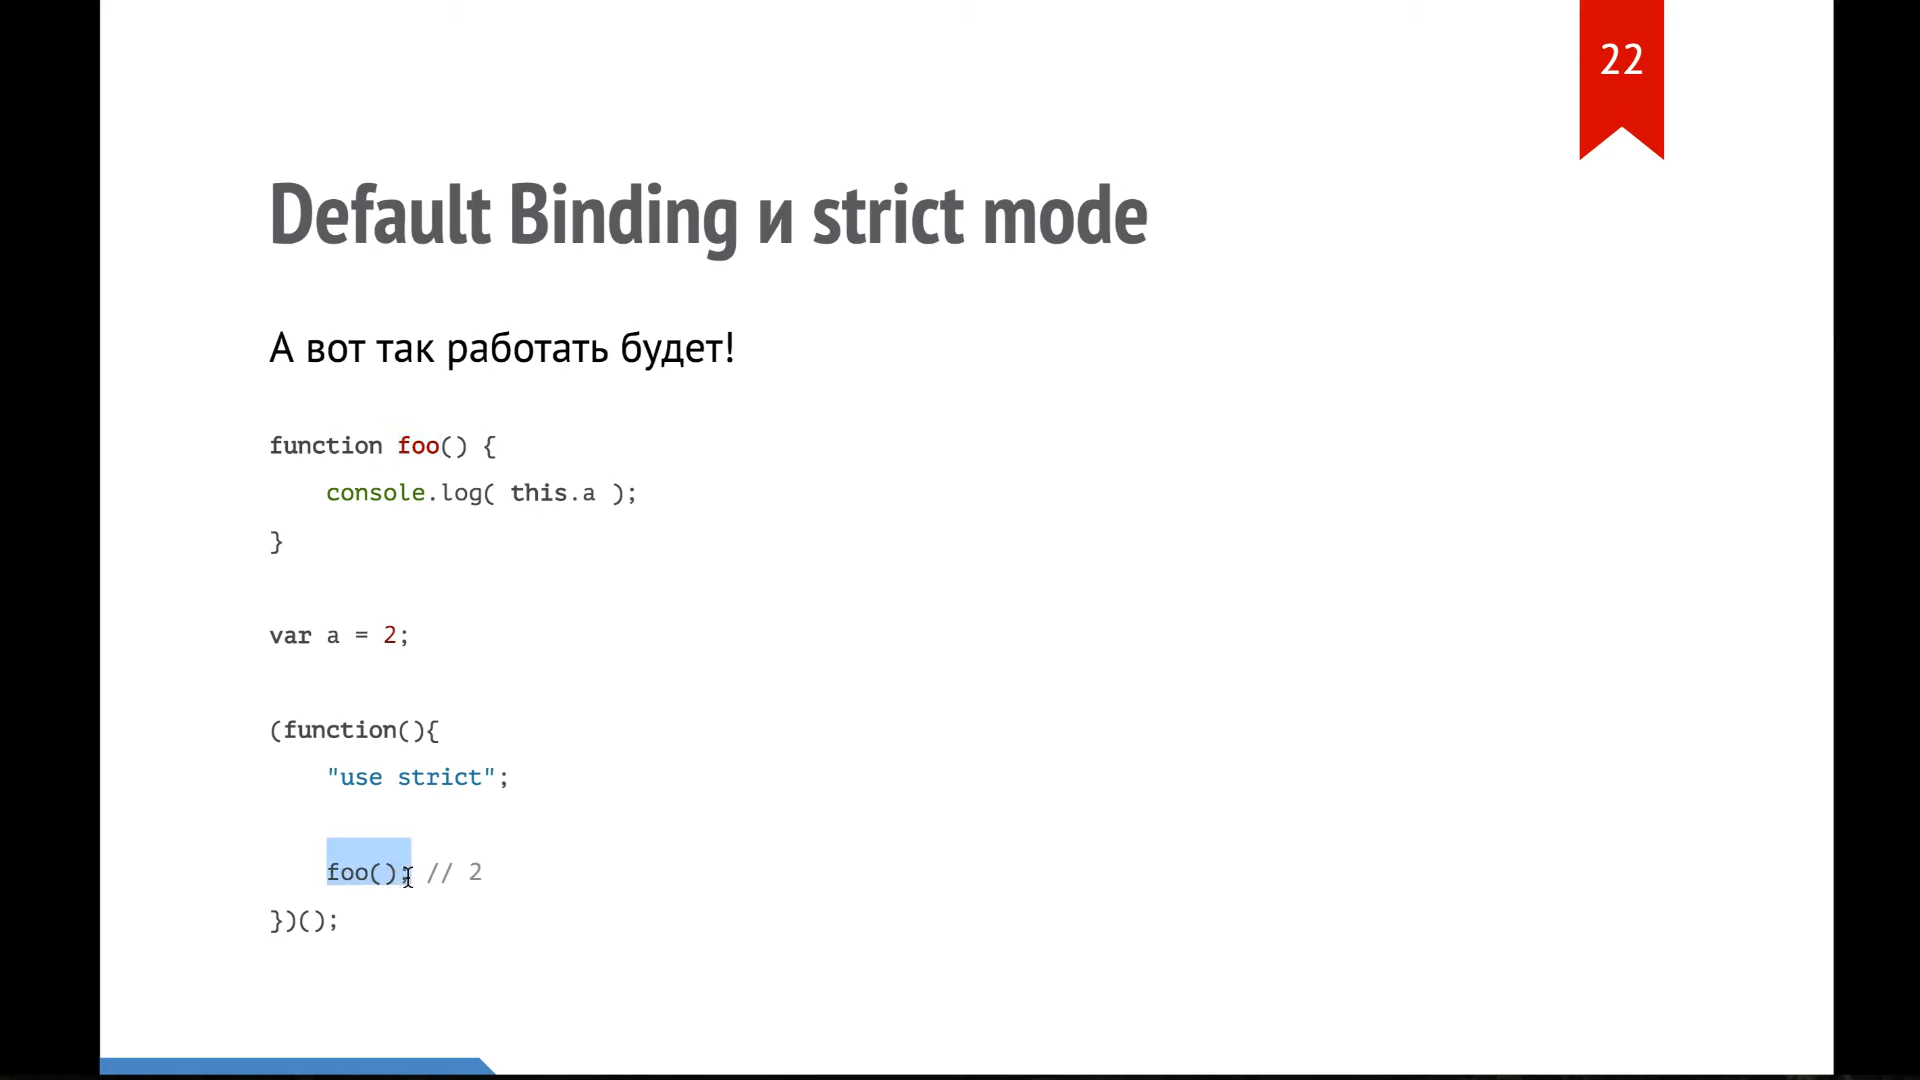 22
Default Binding и strict mode
А вот так работать будет!
function foo() {
    console.log( this.a );
}
var a = 2;
(function(){
    "use strict";
    foo(); // 2
})();